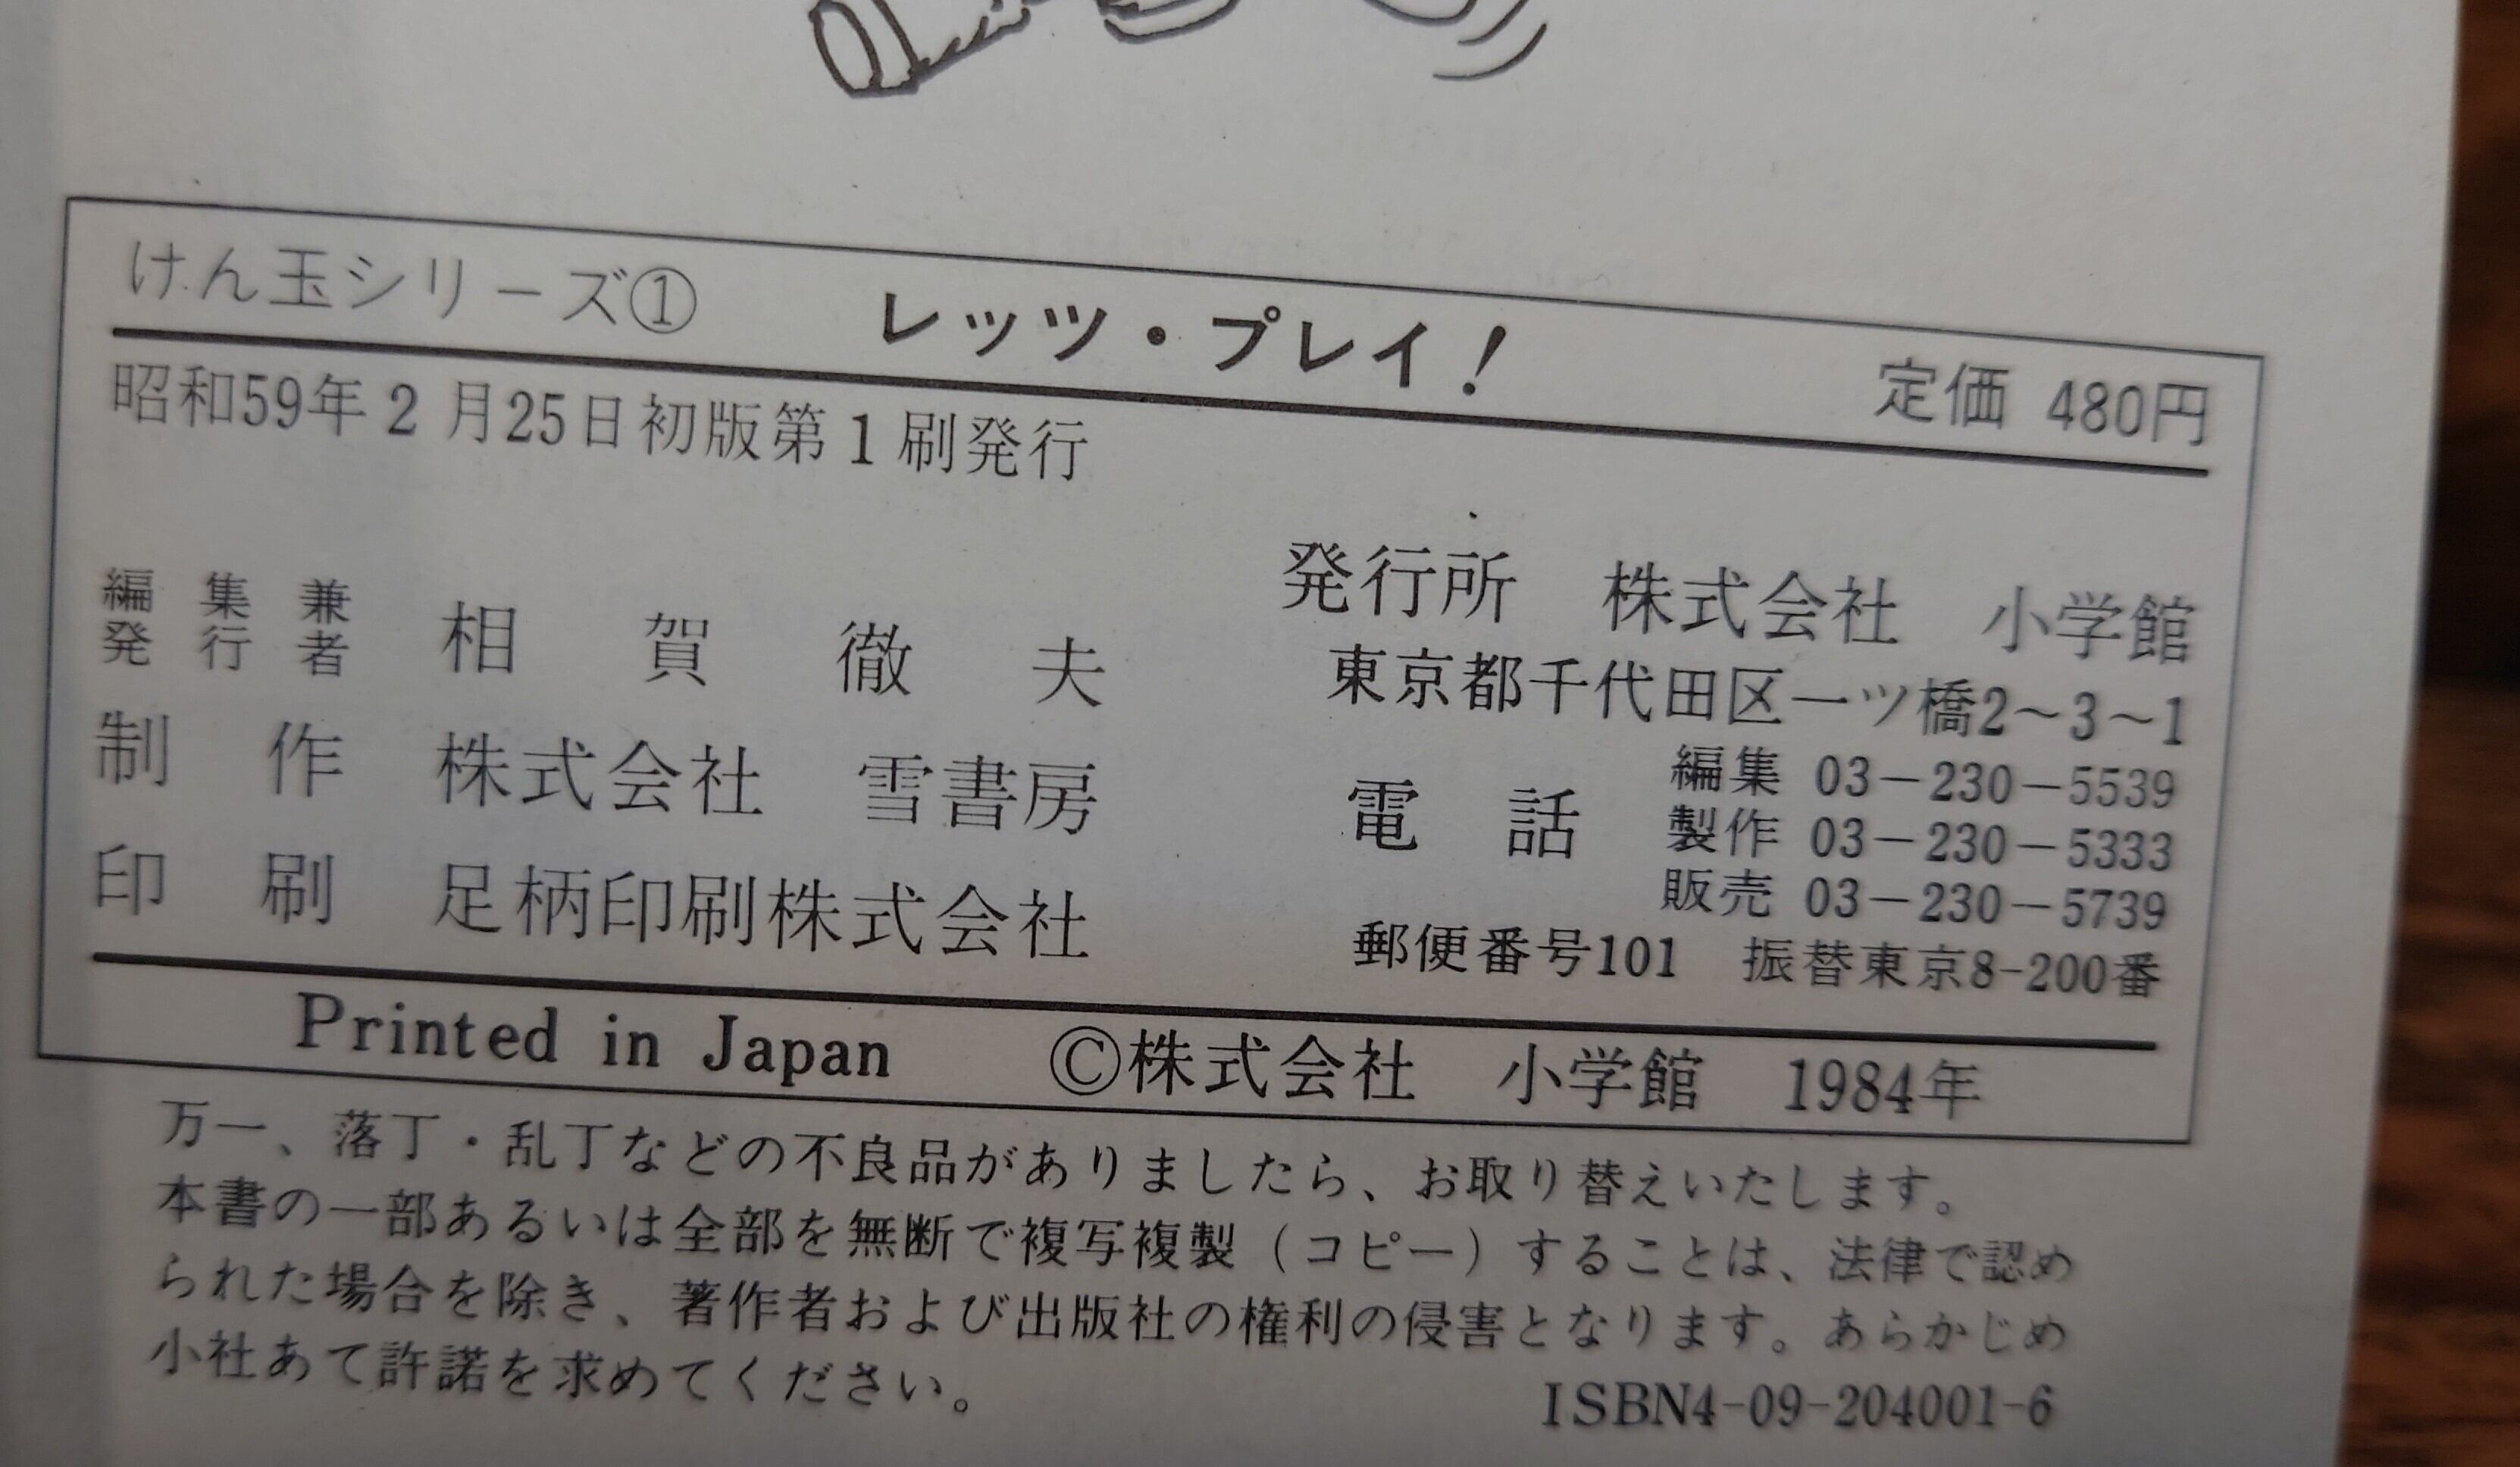 けん玉シリーズ① レッツ・プレイ! 定価 480円
昭和59年2月25日初版第1刷発行
編集兼
発行者 相賀徹夫
制作 株式会社 雪書房
印刷 足柄印刷株式会社
発行所 株式会社 小学館
東京都千代田区一ツ橋2～3～1
電話 編集 03－230－5539
製作 03－230－5333
販売 03－230－5739
郵便番号101 振替東京8-200番
Printed in Japan ©株式会社 小学館 1984年
万一、落丁・乱丁などの不良品がありましたら、お取り替えいたします。
本書の一部あるいは全部を無断で複写複製（コピー）することは、法律で認め
られた場合を除き、著作者および出版社の権利の侵害となります。あらかじめ
小社あて許諾を求めてください。
ISBN4-09-204001-6